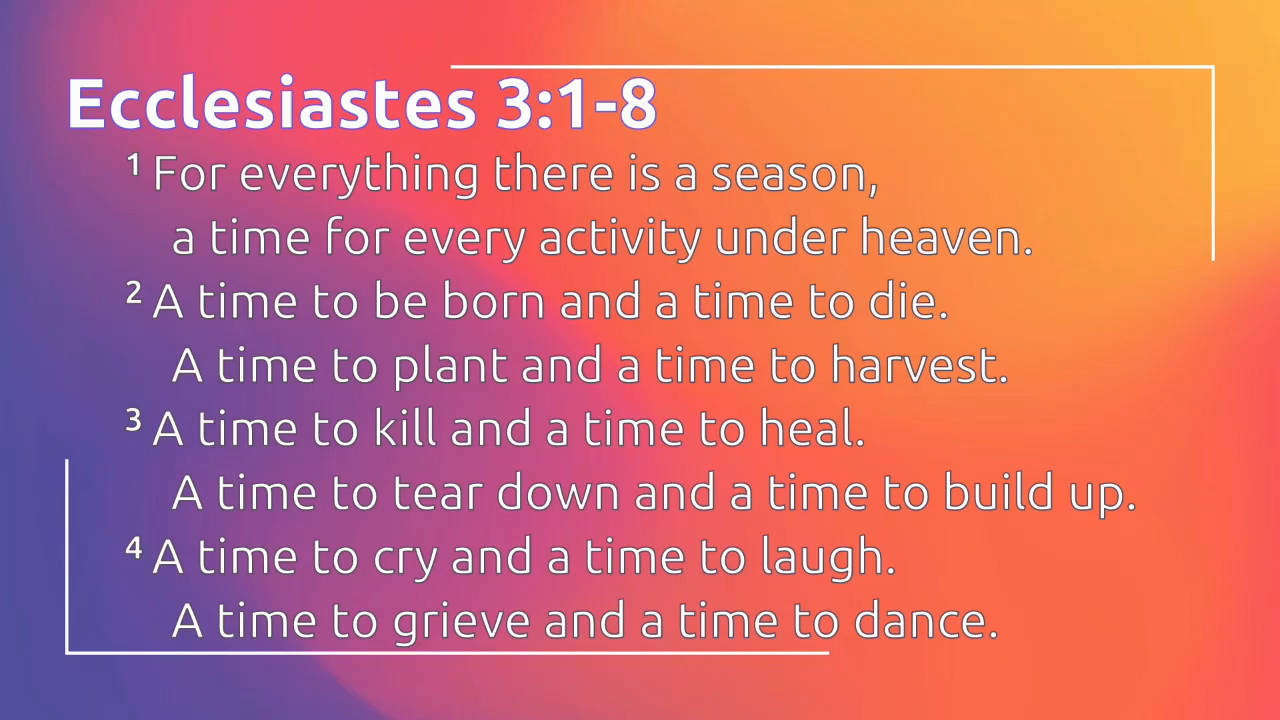 Ecclesiastes 3:1-8
¹ For everything there is a season,
a time for every activity under heaven.
² A time to be born and a time to die.
A time to plant and a time to harvest.
³ A time to kill and a time to heal.
A time to tear down and a time to build up.
⁴ A time to cry and a time to laugh.
A time to grieve and a time to dance.